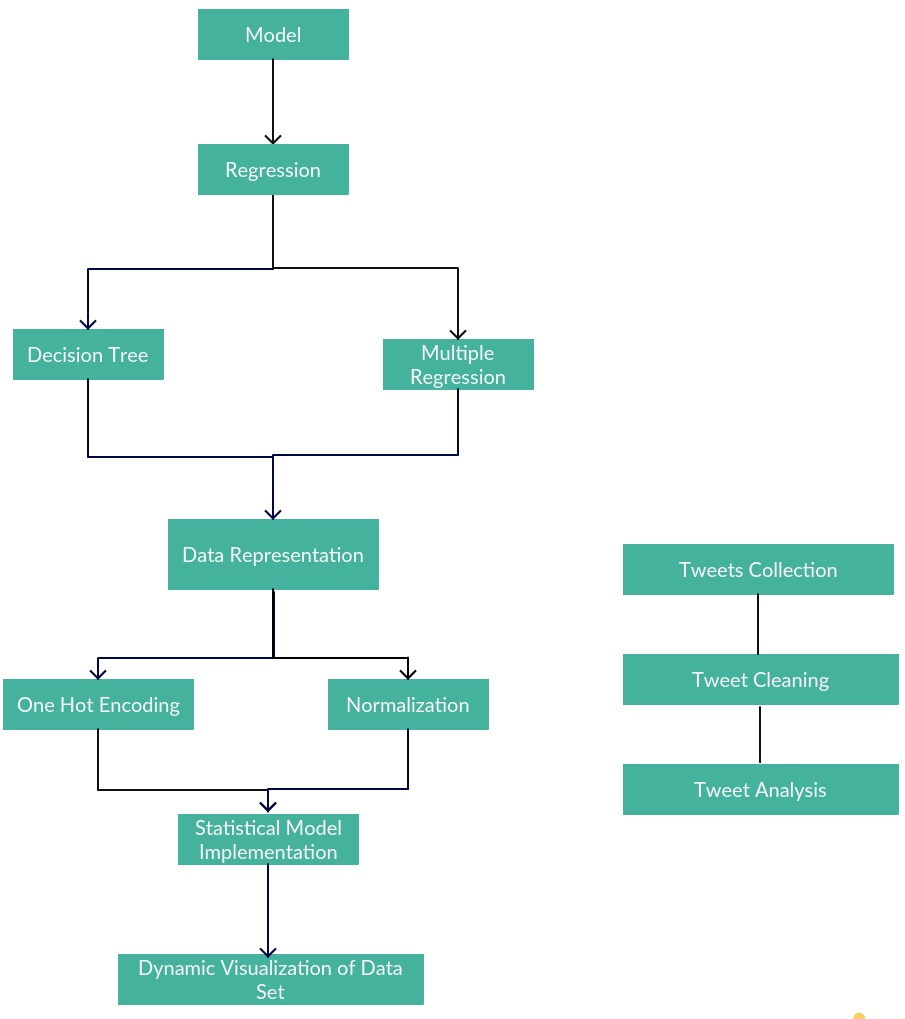 Model
Regression
Decision Tree
Multiple
Regression
Data Representation
One Hot Encoding
Normalization
Statistical Model
Implementation
Dynamic Visualization of Data
Set
Tweets Collection
Tweet Cleaning
Tweet Analysis